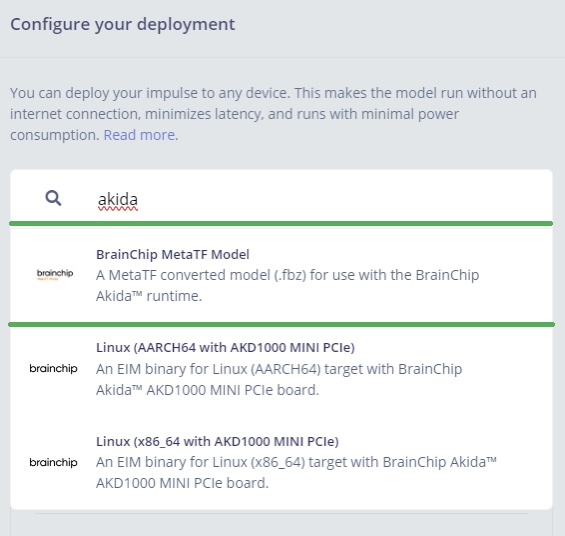 Configure your deployment
You can deploy your impulse to any device. This makes the model run without an
internet connection, minimizes latency, and runs with minimal power
consumption. Read more.
akida
BrainChip MetaTF Model
brainchip
A MetaTF converted model (.fbz) for use with the BrainChip
Akida™ runtime.
Linux (AARCH64 with AKD1000 MINI PCIe)
brainchip
An EIM binary for Linux (AARCH64) target with BrainChip
Akida™ AKD1000 MINI PCIe board.
Linux (x86_64 with AKD1000 MINI PCIe)
brainchip
An EIM binary for Linux (x86_64) target with BrainChip Akida™
AKD1000 MINI PCIe board.